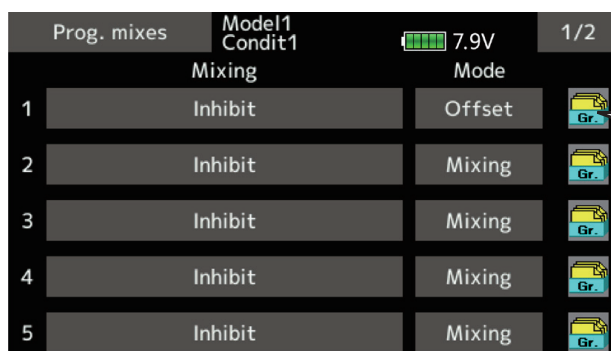 Prog. mixes Model1 Condit1 7.9V 1/2
Mixing Mode
1 Inhibit Offset Gr.
2 Inhibit Mixing Gr.
3 Inhibit Mixing Gr.
4 Inhibit Mixing Gr.
5 Inhibit Mixing Gr.